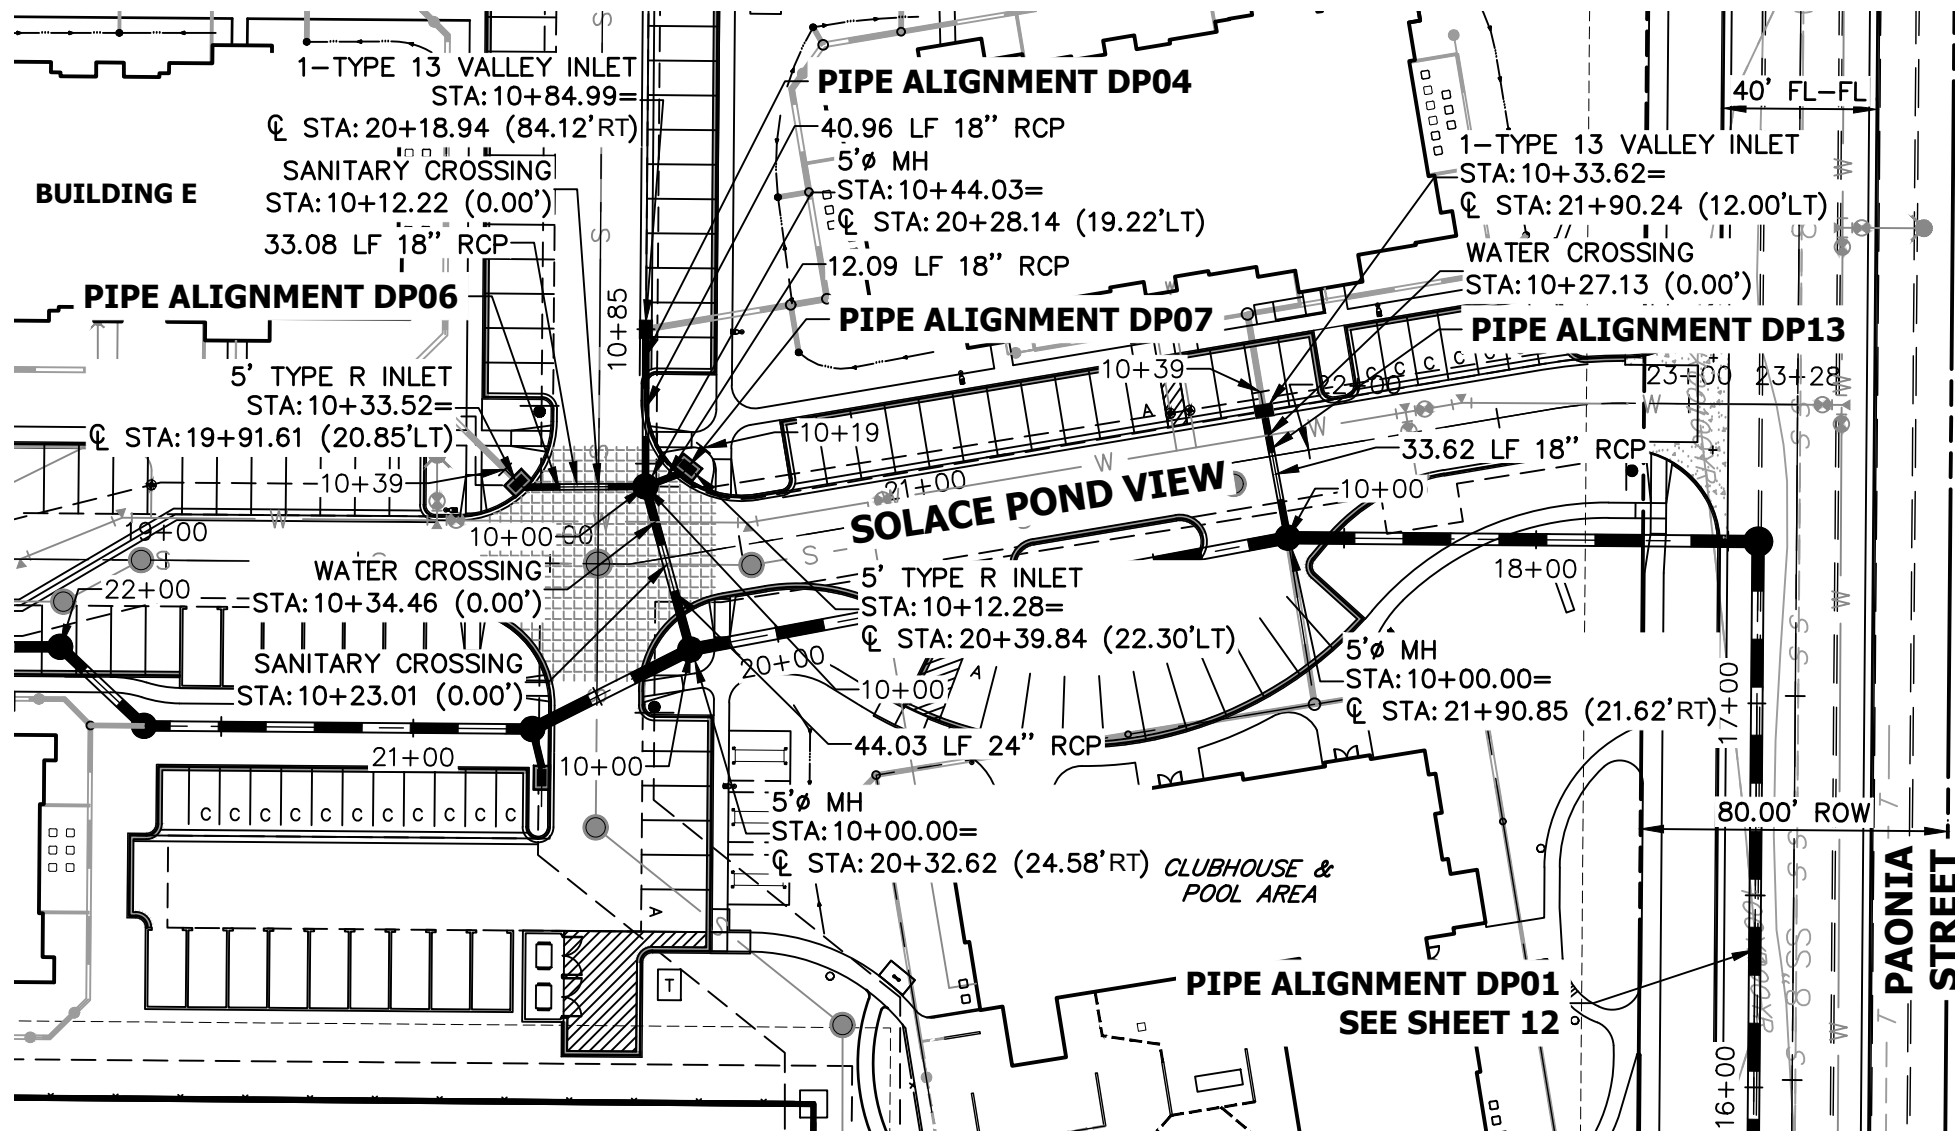 1-TYPE 13 VALLEY INLET
STA:10+84.99=
℄ STA:20+18.94 (84.12'RT)
SANITARY CROSSING
STA:10+12.22 (0.00')
33.08 LF 18" RCP
BUILDING E
PIPE ALIGNMENT DP06
10+85
5' TYPE R INLET
STA:10+33.52=
℄ STA:19+91.61 (20.85'LT)
10+39
PIPE ALIGNMENT DP04
40.96 LF 18" RCP
5'ø MH
STA:10+44.03=
℄ STA:20+28.14 (19.22'LT)
12.09 LF 18" RCP
PIPE ALIGNMENT DP07
10+39
10+19
40' FL-FL
1-TYPE 13 VALLEY INLET
STA:10+33.62=
℄ STA:21+90.24 (12.00'LT)
WATER CROSSING
STA:10+27.13 (0.00')
PIPE ALIGNMENT DP13
22+00
23+00
23+28
33.62 LF 18" RCP
10+00
21+00
SOLACE POND VIEW
19+00
10+00
22+00
WATER CROSSING
STA:10+34.46 (0.00')
SANITARY CROSSING
STA:10+23.01 (0.00')
5' TYPE R INLET
STA:10+12.28=
℄ STA:20+39.84 (22.30'LT)
20+00
10+00
44.03 LF 24" RCP
18+00
5'ø MH
STA:10+00.00=
℄ STA:21+90.85 (21.62'RT)
17+00
21+00
10+00
C C C C C C C C C C C
5'ø MH
STA:10+00.00=
℄ STA:20+32.62 (24.58'RT)
CLUBHOUSE &
POOL AREA
80.00' ROW
PAONIA
STREET
PIPE ALIGNMENT DP01
SEE SHEET 12
8"SS
16+00
T